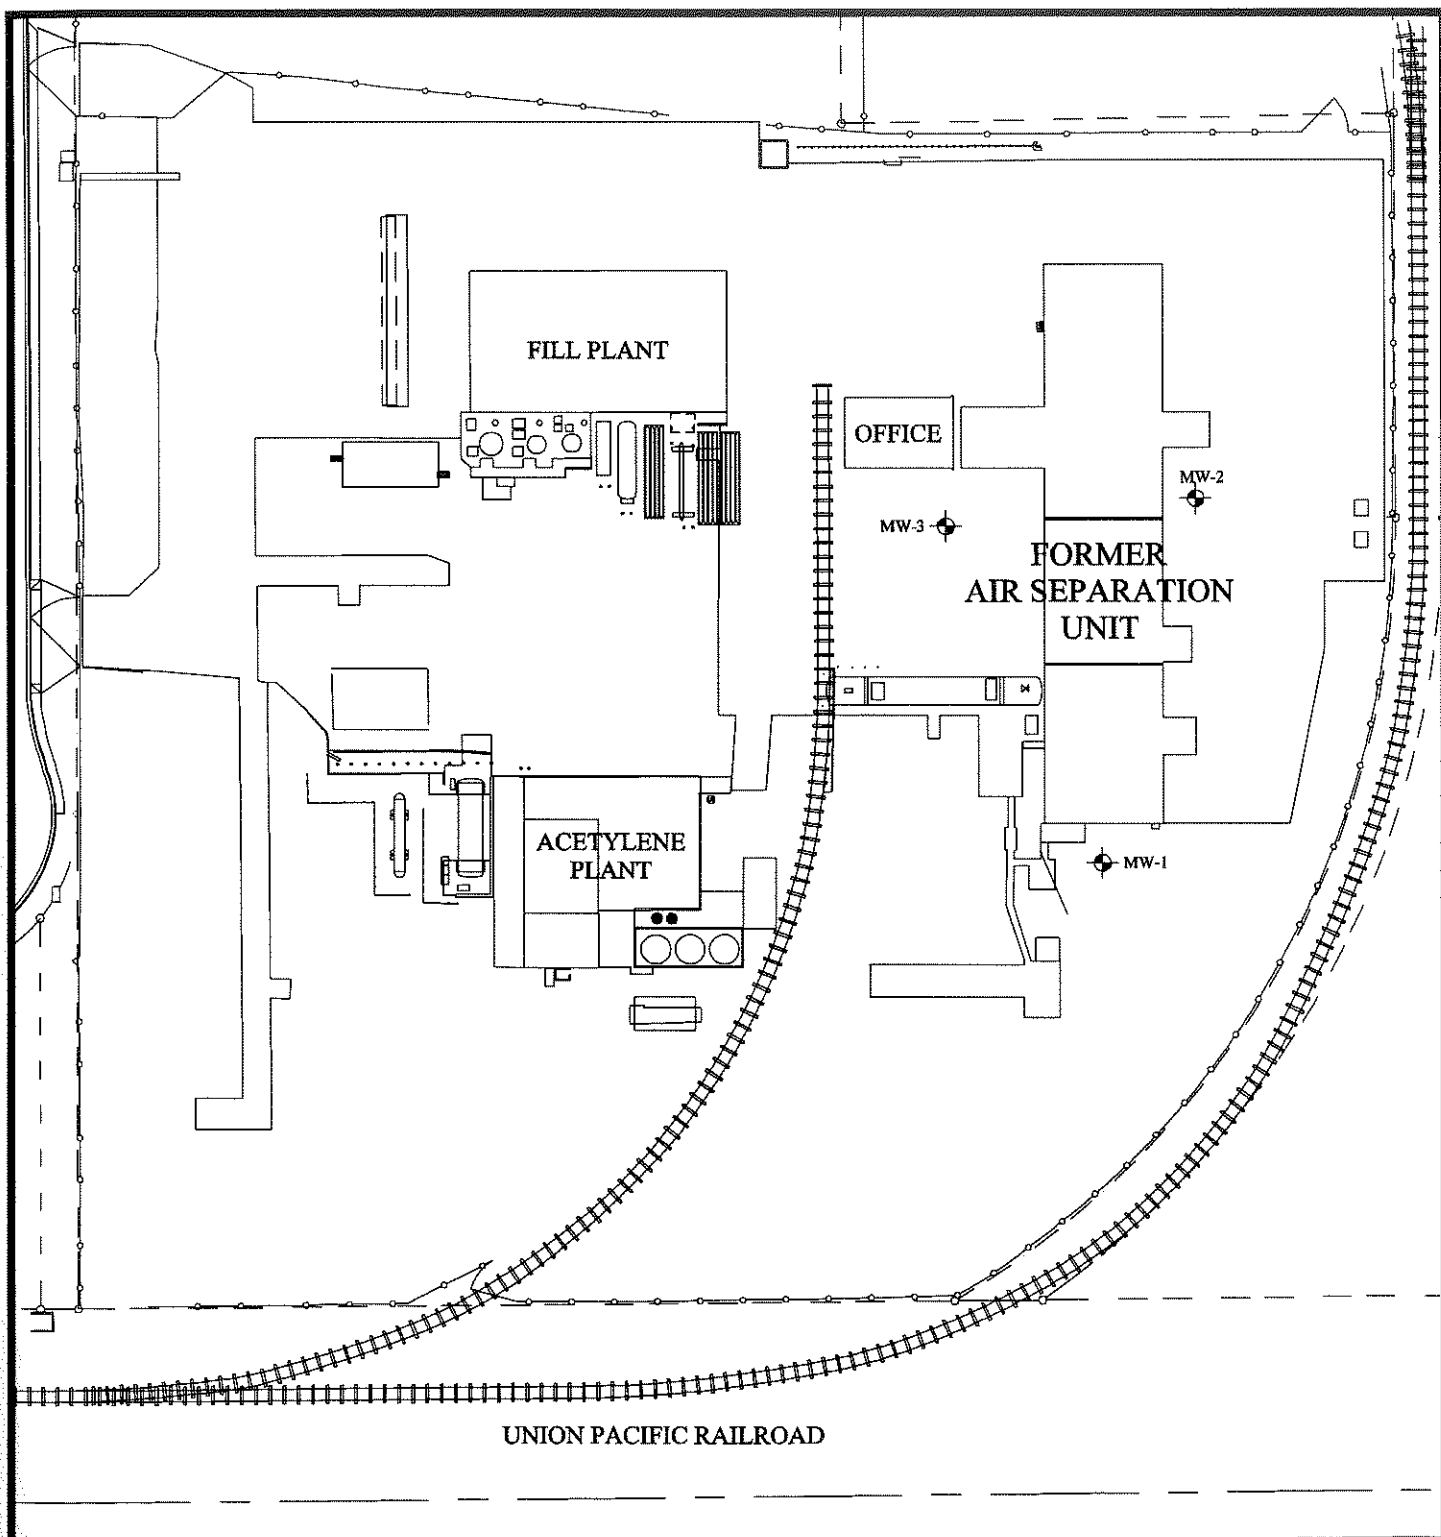 FILL PLANT
OFFICE
MW-2
MW-3
FORMER
AIR SEPARATION
UNIT
ACETYLENE
PLANT
MW-1
UNION PACIFIC RAILROAD